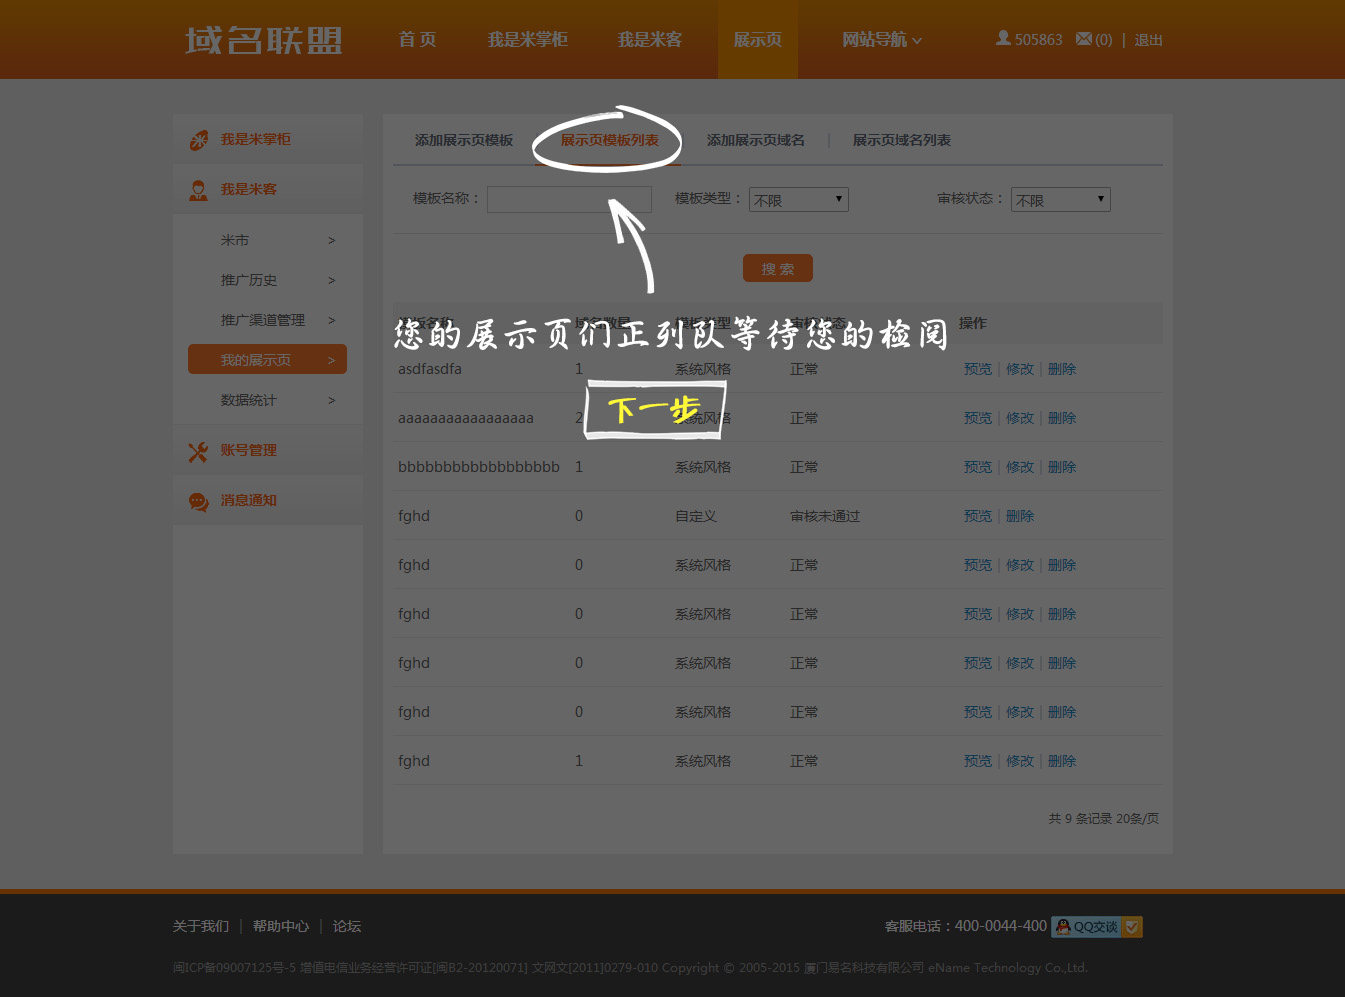 域名联盟 首 页 我是米掌柜 我是米客 展示页 网站导航 505863 (0) | 退出
我是米掌柜
我是米客
米市 >
推广历史 >
推广渠道管理 >
我的展示页 >
数据统计 >
账号管理
消息通知
添加展示页模板 展示页模板列表 添加展示页域名 | 展示页域名列表
模板名称： 模板类型： 不限 审核状态： 不限
搜 索
模板名称 域名数量 模板类型 审核状态 操作
您的展示页们正列队等待您的检阅
asdfasdfa 1 系统风格 正常 预览 | 修改 | 删除
下一步
aaaaaaaaaaaaaaaaa 2 系统风格 正常 预览 | 修改 | 删除
bbbbbbbbbbbbbbbbbb 1 系统风格 正常 预览 | 修改 | 删除
fghd 0 自定义 审核未通过 预览 | 删除
fghd 0 系统风格 正常 预览 | 修改 | 删除
fghd 0 系统风格 正常 预览 | 修改 | 删除
fghd 0 系统风格 正常 预览 | 修改 | 删除
fghd 0 系统风格 正常 预览 | 修改 | 删除
fghd 1 系统风格 正常 预览 | 修改 | 删除
共 9 条记录 20条/页
关于我们 | 帮助中心 | 论坛 客服电话：400-0044-400 QQ交谈
闽ICP备09007125号-5 增值电信业务经营许可证[闽B2-20120071] 文网文[2011]0279-010 Copyright © 2005-2015 厦门易名科技有限公司 eName Technology Co.,Ltd.